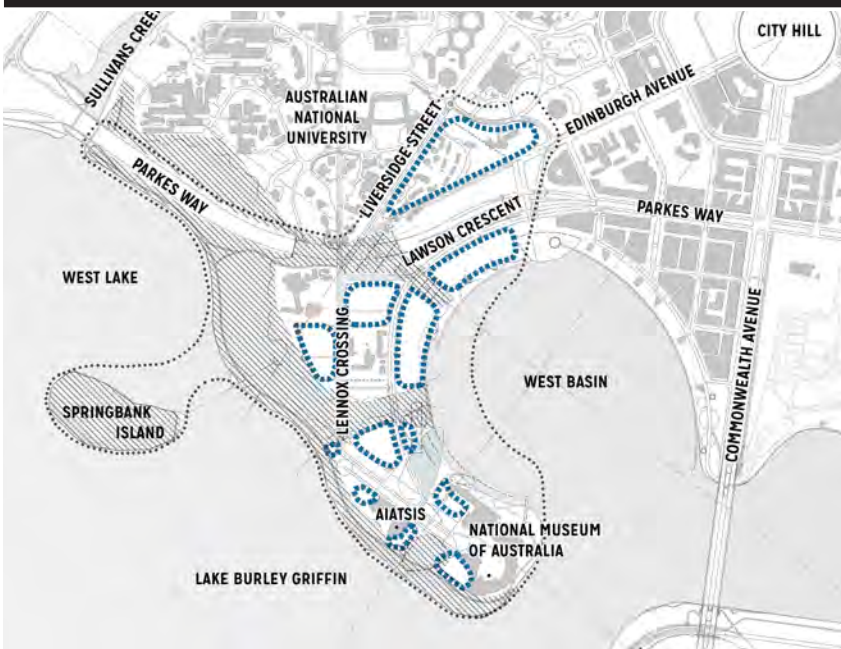 CITY HILL
SULLIVANS CREEK
EDINBURGH AVENUE
AUSTRALIAN
NATIONAL
UNIVERSITY
LIVERSIDGE STREET
PARKES WAY
PARKES WAY
LAWSON CRESCENT
WEST LAKE
LENNOX CROSSING
WEST BASIN
COMMONWEALTH AVENUE
SPRINGBANK
ISLAND
AIATSIS
NATIONAL MUSEUM
OF AUSTRALIA
LAKE BURLEY GRIFFIN